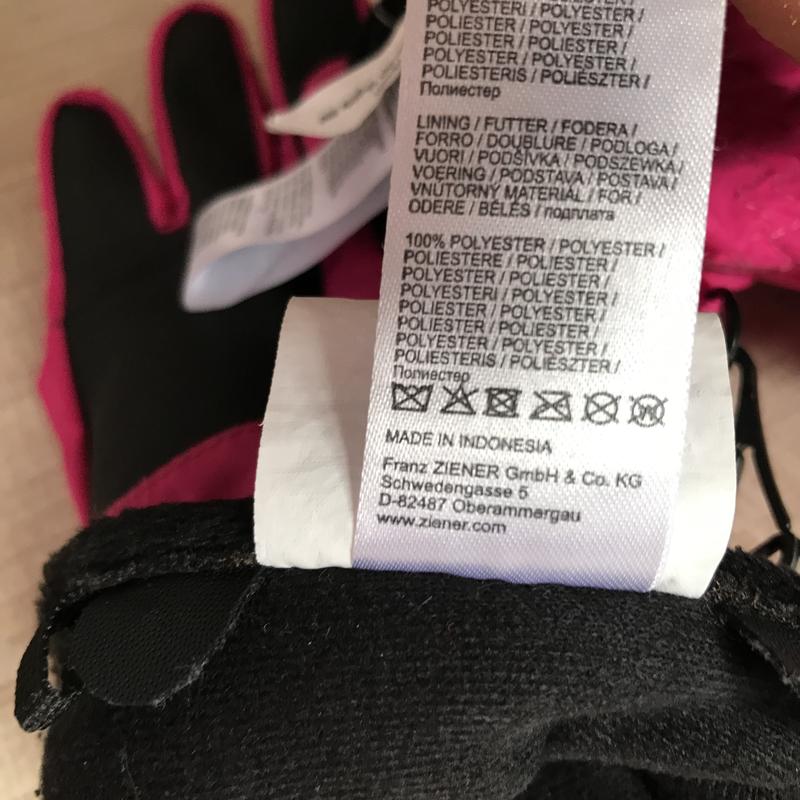 POLYESTERI / POLYESTER /
POLYESTER / POLIESTER /
POLIESTER / POLIESTER /
POLYESTER / POLYESTER /
POLIESTERIS / POLIÉSZTER /
Полиестер
LINING / FUTTER / FODERA /
FORRO / DOUBLURE / PODLOGA /
VUORI / PODŠÍVKA / PODSZEWKA /
VOERING / PODSTAVA / POSTAVA /
VNÚTORNÝ MATERIÁL / FOR /
ODERE / BÉLÉS / подплата
100% POLYESTER / POLYESTER /
POLIESTERE / POLIESTER /
POLYESTER / POLIESTER /
POLYESTERI / POLYESTER /
POLYESTER / POLYESTER /
POLIESTER / POLIESTER /
POLYESTER / POLYESTER /
POLIESTERIS / POLIÉSZTER /
Полиестер
W
MADE IN INDONESIA
Franz ZIENER GmbH & Co. KG
Schwedengasse 5
D-82487 Oberammergau
www.ziener.com